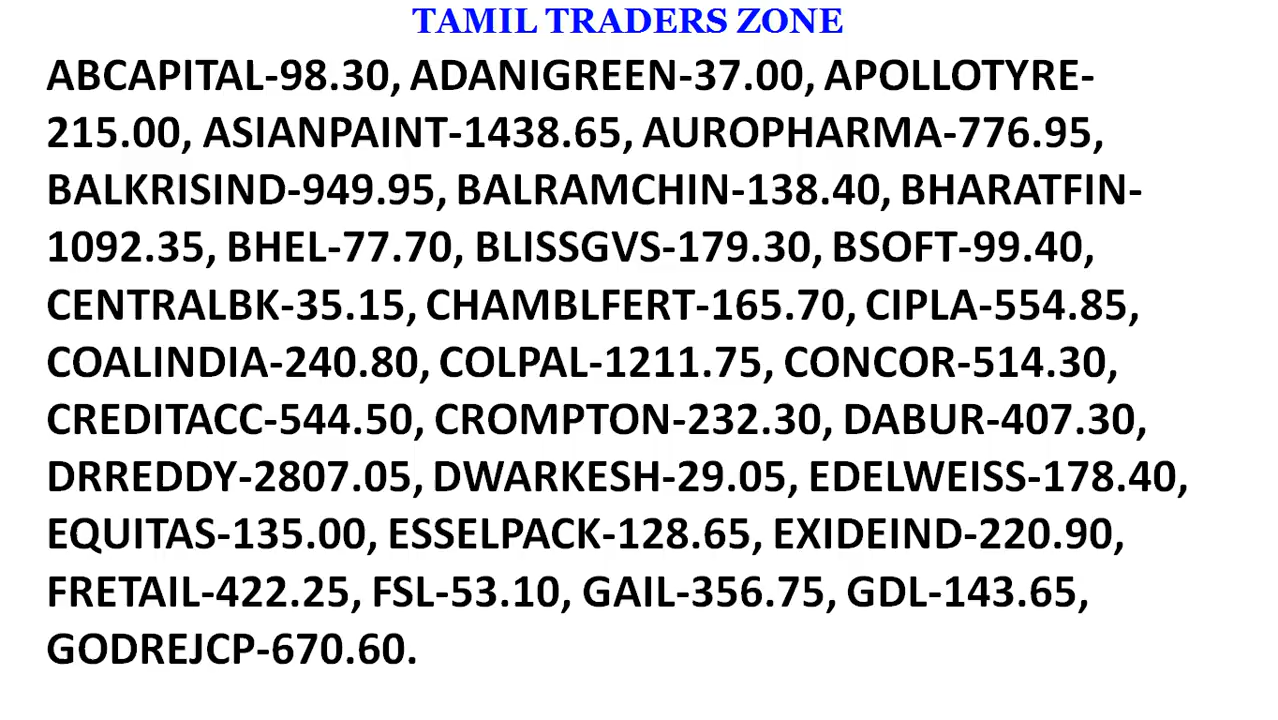 TAMIL TRADERS ZONE
ABCAPITAL-98.30, ADANIGREEN-37.00, APOLLOTYRE-
215.00, ASIANPAINT-1438.65, AUROPHARMA-776.95,
BALKRISIND-949.95, BALRAMCHIN-138.40, BHARATFIN-
1092.35, BHEL-77.70, BLISSGVS-179.30, BSOFT-99.40,
CENTRALBK-35.15, CHAMBLFERT-165.70, CIPLA-554.85,
COALINDIA-240.80, COLPAL-1211.75, CONCOR-514.30,
CREDITACC-544.50, CROMPTON-232.30, DABUR-407.30,
DRREDDY-2807.05, DWARKESH-29.05, EDELWEISS-178.40,
EQUITAS-135.00, ESSELPACK-128.65, EXIDEIND-220.90,
FRETAIL-422.25, FSL-53.10, GAIL-356.75, GDL-143.65,
GODREJCP-670.60.